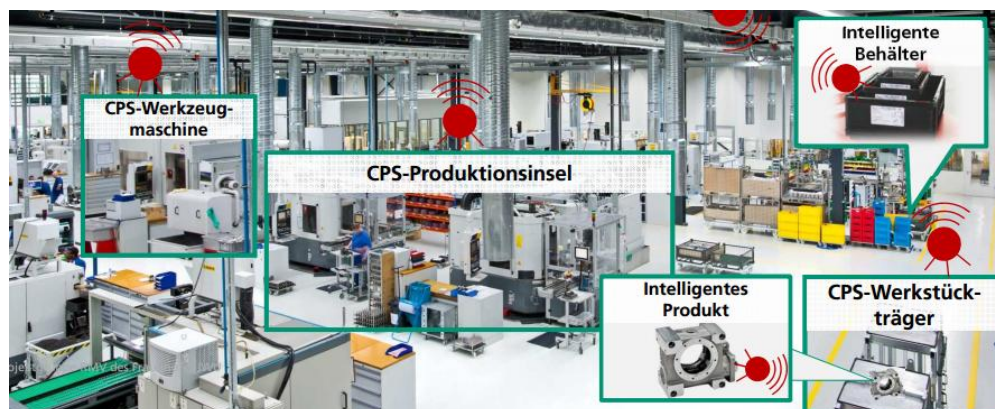 CPS-Werkzeug-
maschine
CPS-Produktionsinsel
Intelligente
Behälter
Intelligentes
Produkt
CPS-Werkstück-
träger